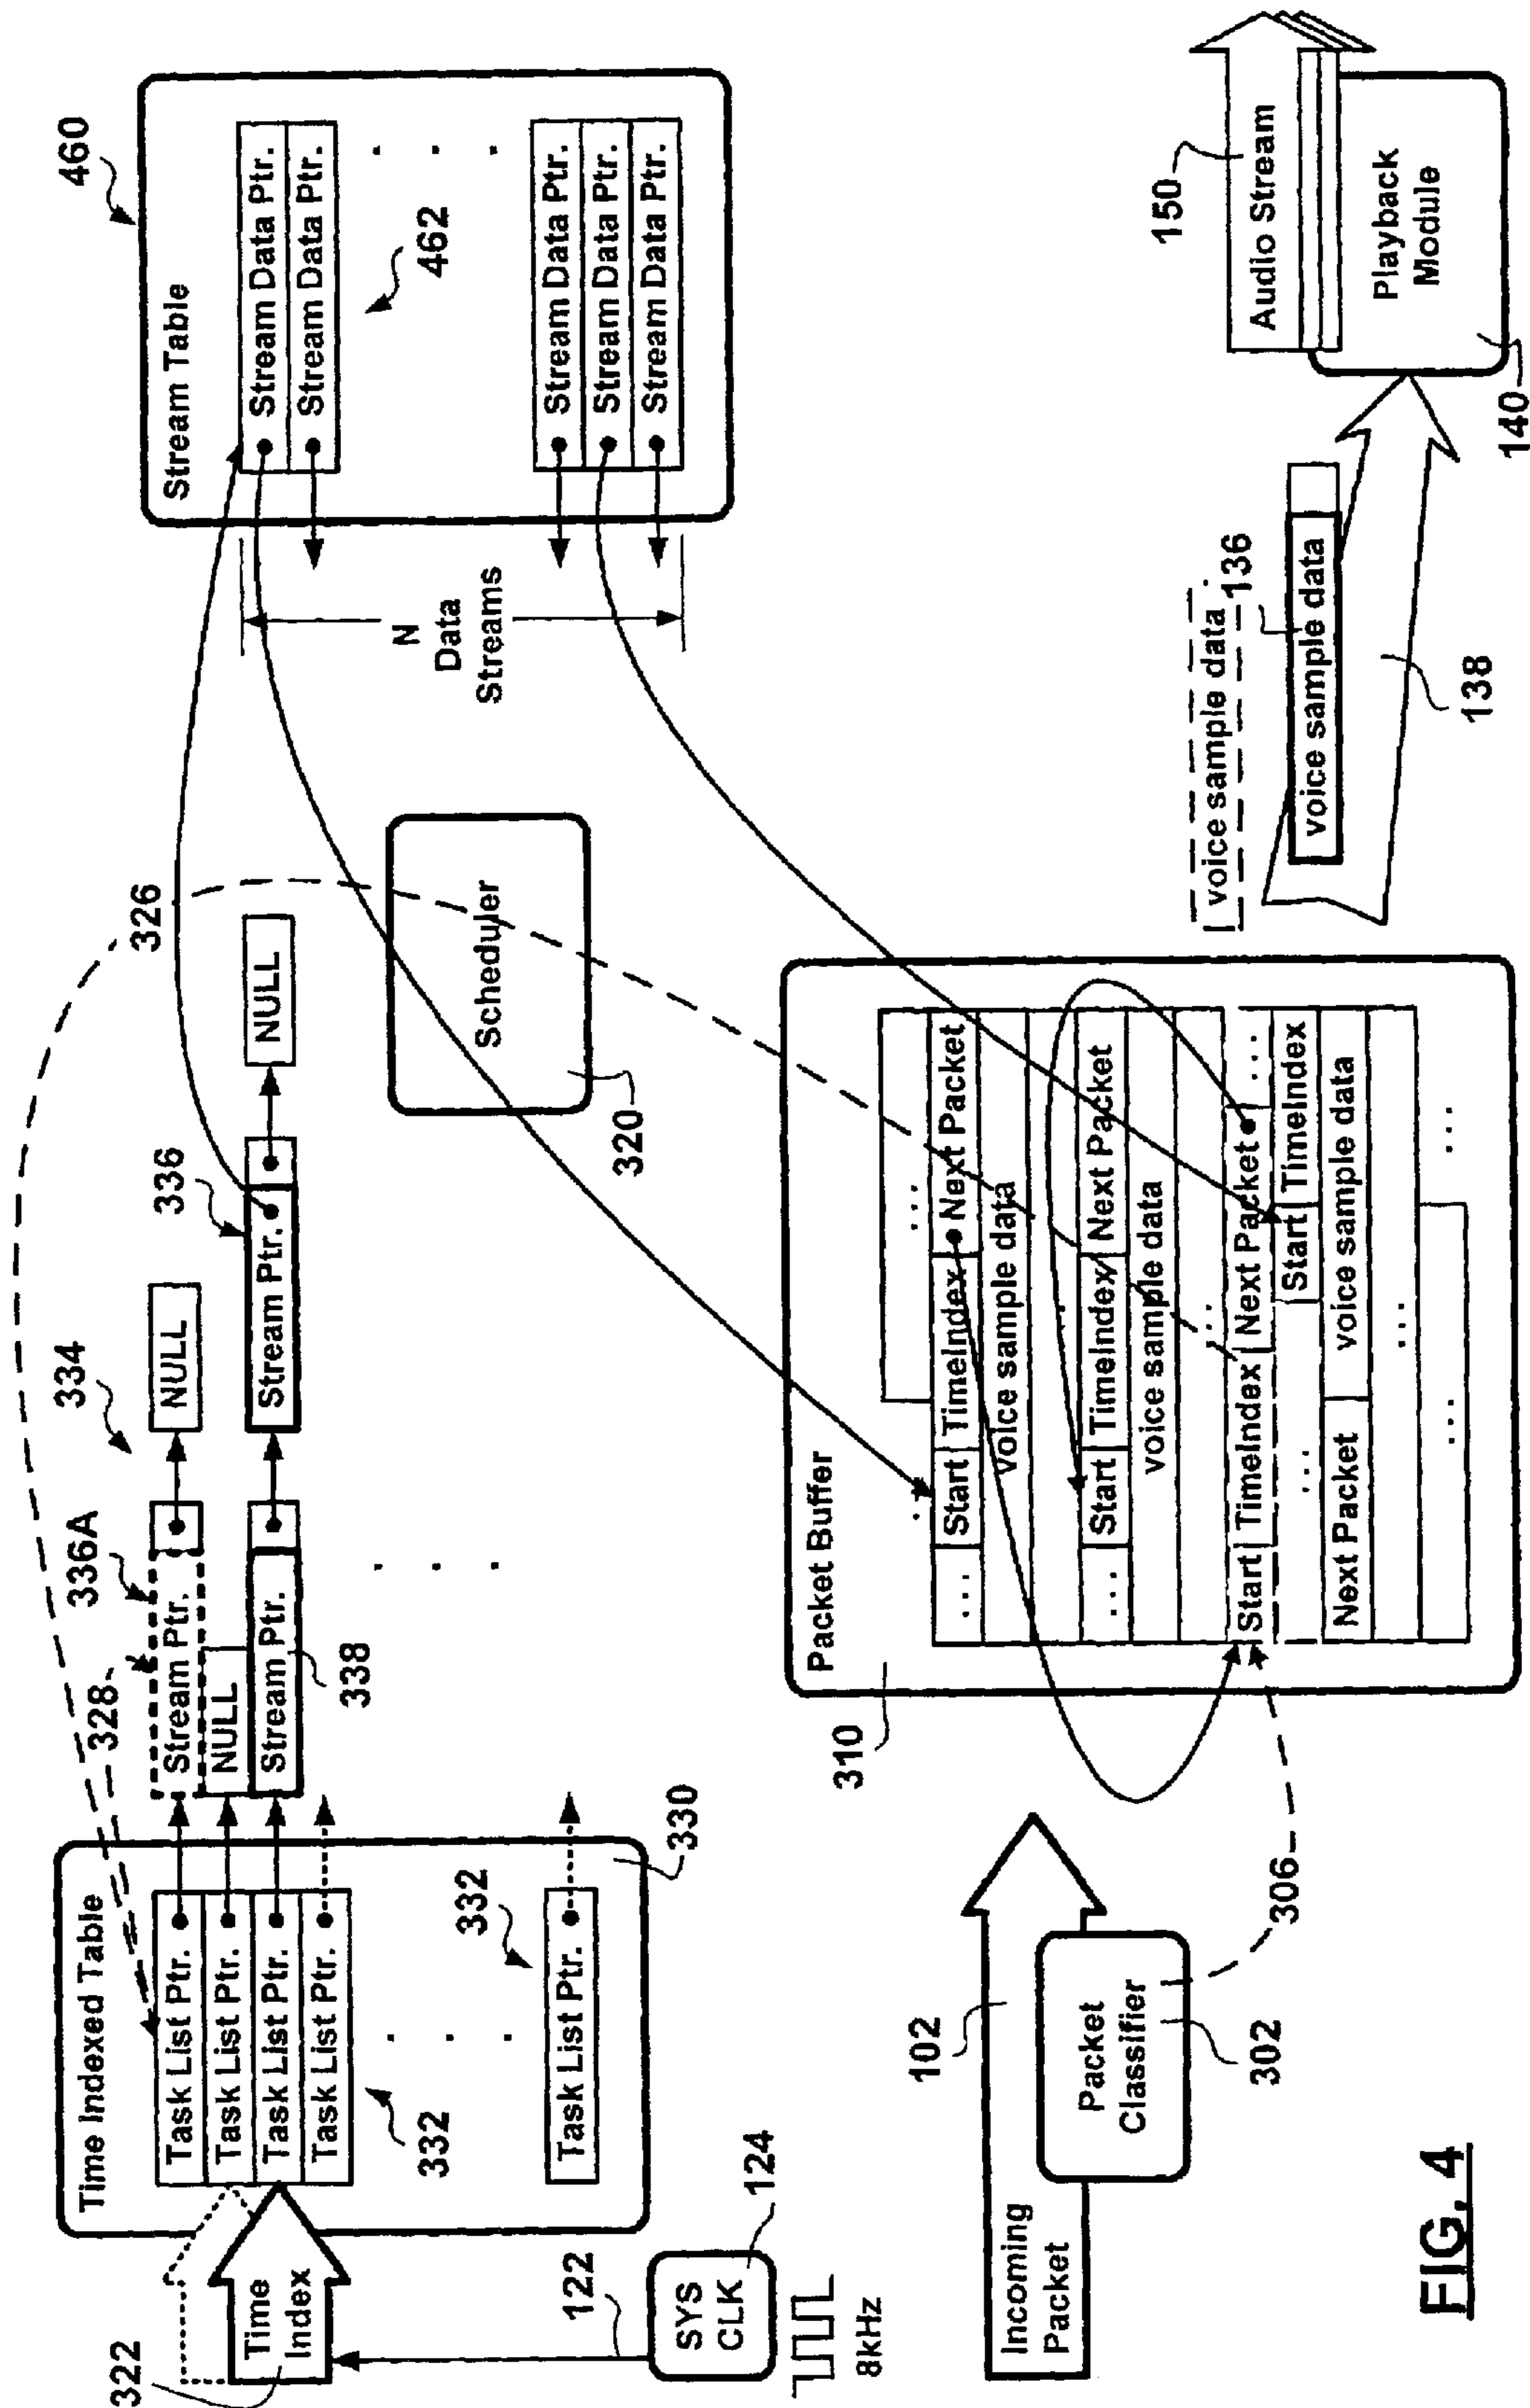 Time Indexed Table
Task List Ptr.
Task List Ptr.
Task List Ptr.
Task List Ptr.
332
. . .
332
Task List Ptr.
330
322
Time
Index
122
SYS
CLK
124
8kHz
328
336A
334
326
Stream Ptr.
NULL
NULL
Stream Ptr.
338
336
Stream Ptr.
NULL
. . .
Scheduler
320
460
Stream Table
Stream Data Ptr.
Stream Data Ptr.
462
. . .
Stream Data Ptr.
Stream Data Ptr.
Stream Data Ptr.
N
Data
Streams
102
Incoming
Packet
Packet
Classifier
302
306
310
Packet Buffer
...
...
... Start TimeIndex Next Packet
voice sample data
...
... Start TimeIndex Next Packet
voice sample data
...
Start TimeIndex Next Packet ...
... Start TimeIndex
Next Packet voice sample data
...
... ...
voice sample data
136
voice sample data
138
150
Audio Stream
Playback
Module
140
FIG. 4